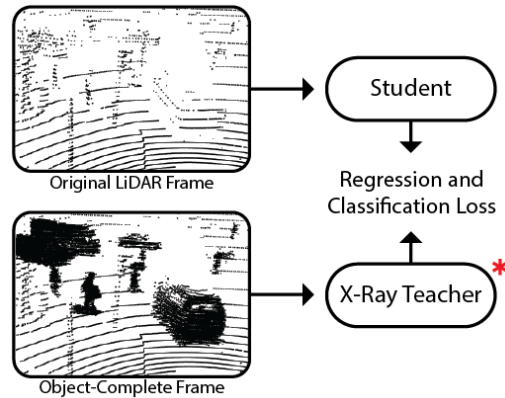 Original LiDAR Frame
Student
Regression and
Classification Loss
X-Ray Teacher *
Object-Complete Frame